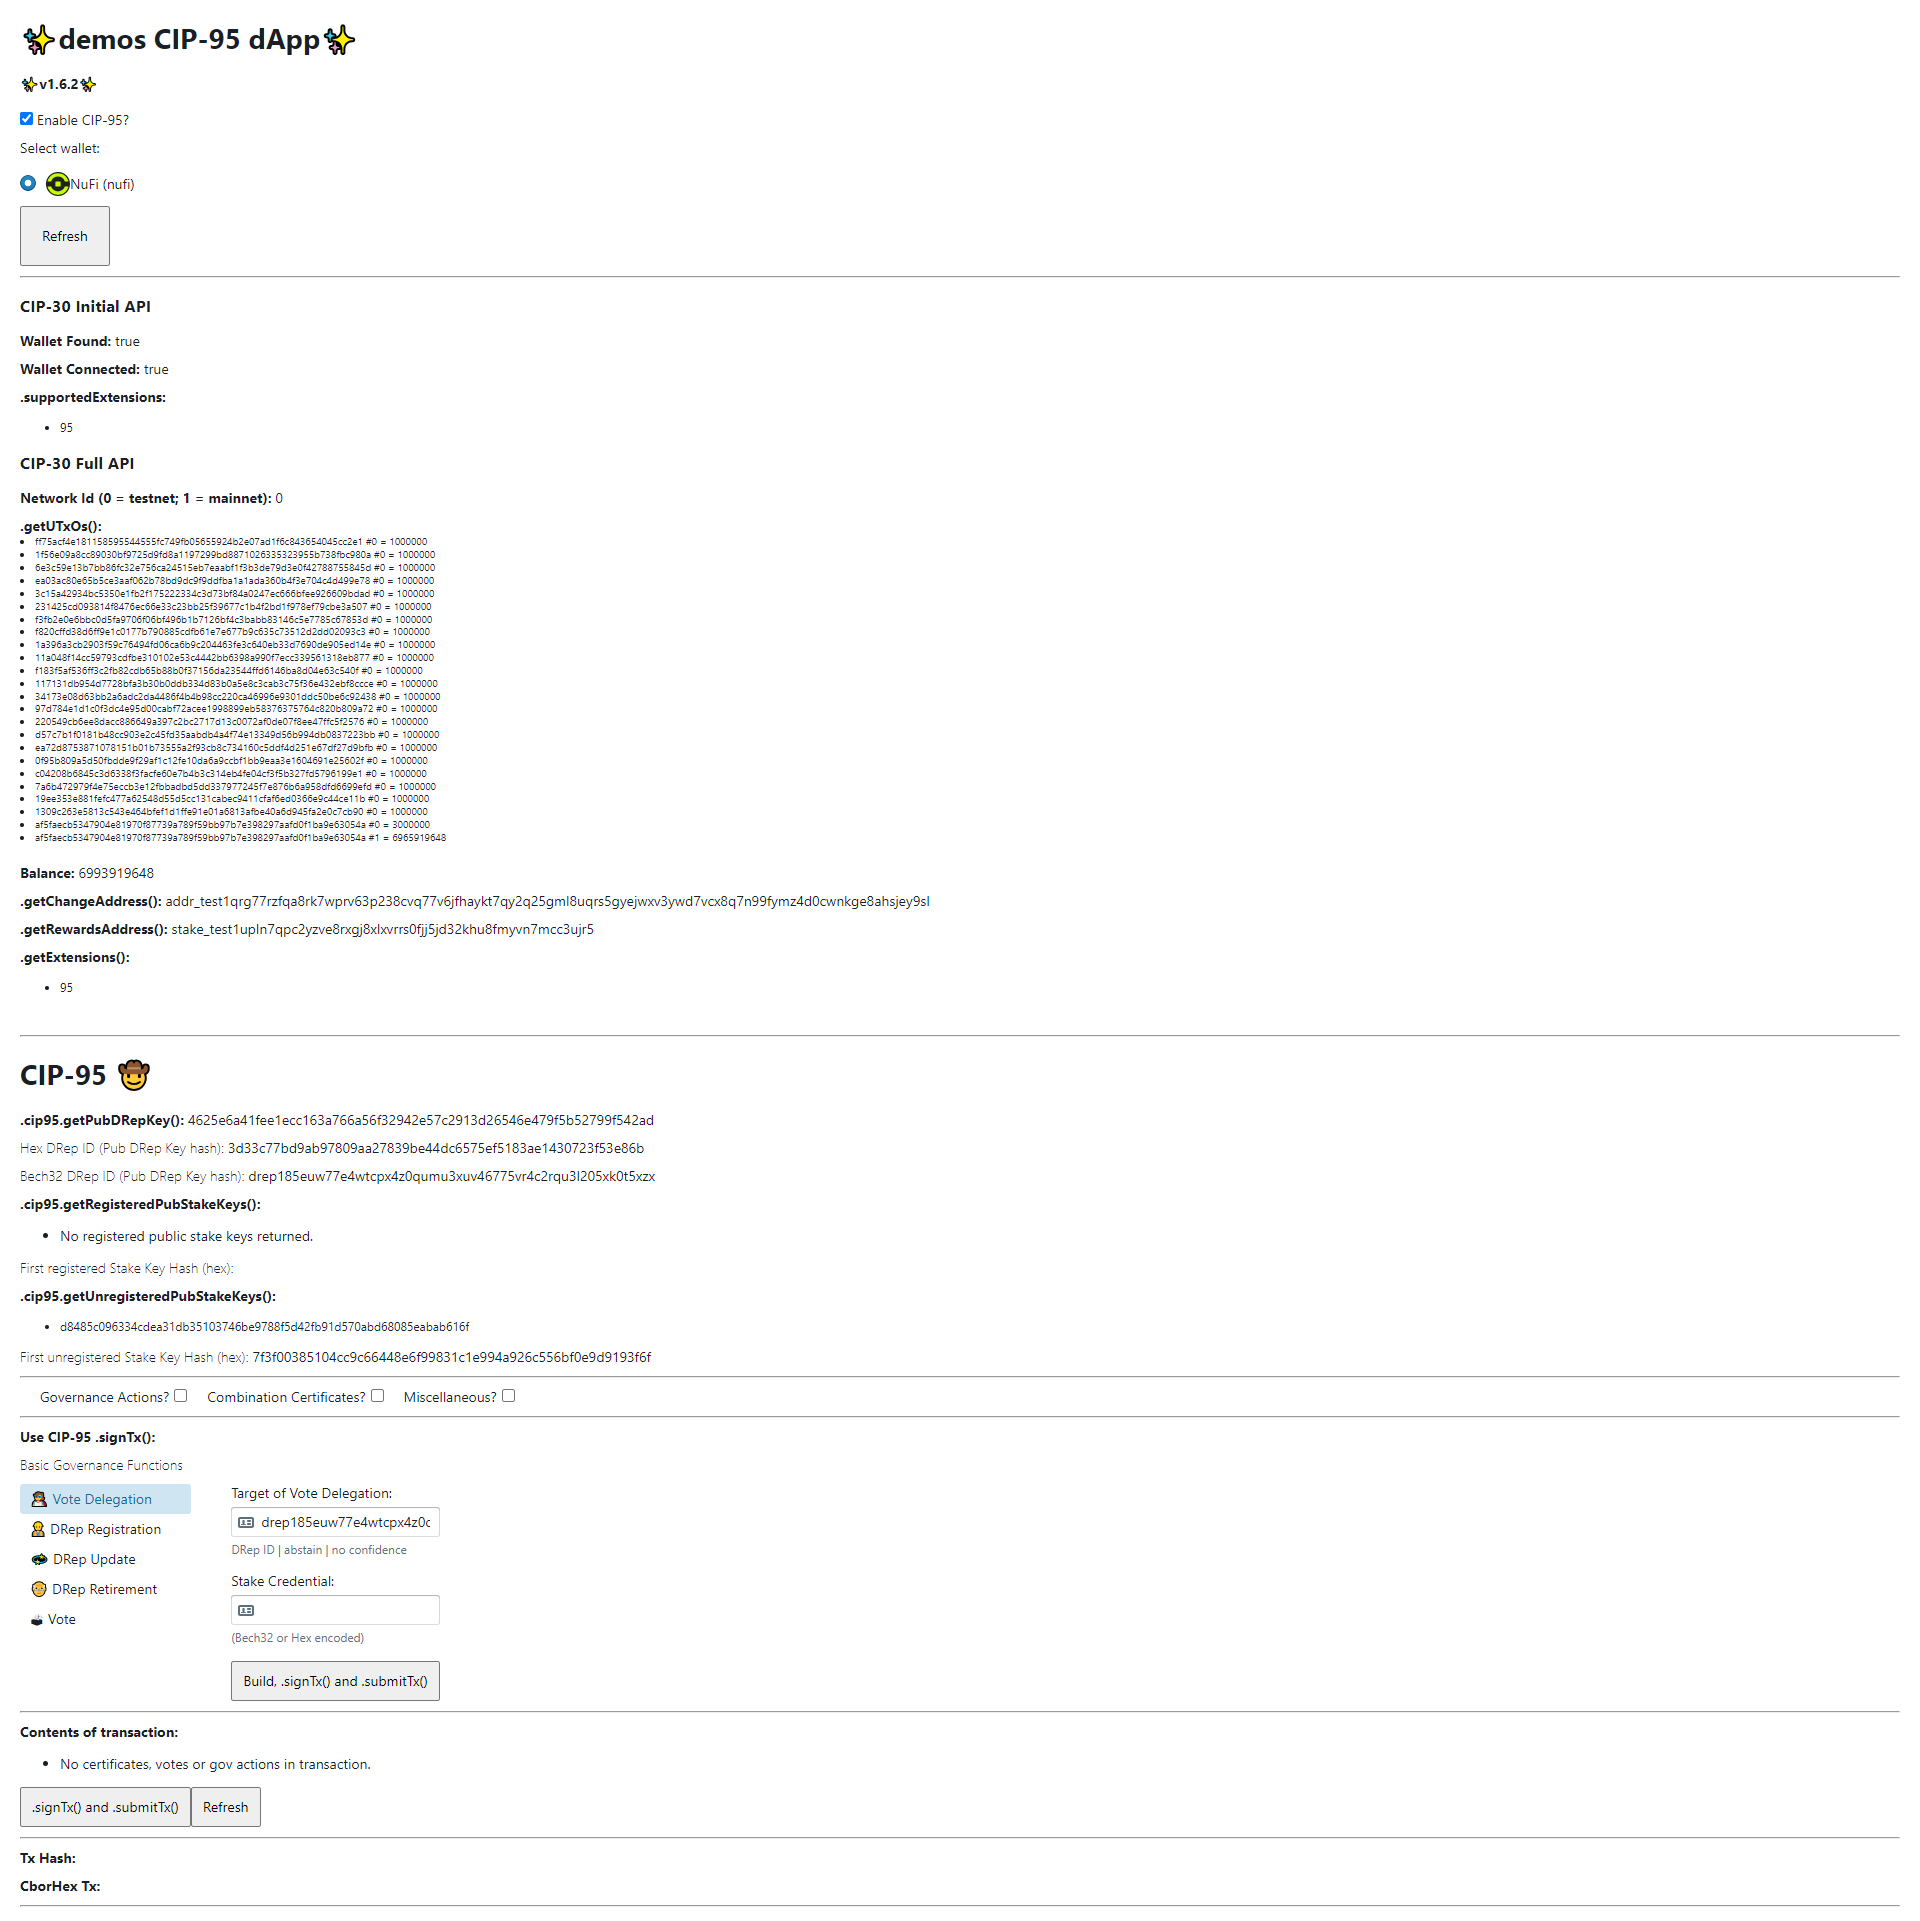 ✨demos CIP-95 dApp✨
✨v1.6.2✨
Enable CIP-95?
Select wallet:
NuFi (nufi)
Refresh
CIP-30 Initial API
Wallet Found: true
Wallet Connected: true
.supportedExtensions:
95
CIP-30 Full API
Network Id (0 = testnet; 1 = mainnet): 0
.getUTxOs():
ff75acf4e181158595544555fc749fb05655924b2e07ad1f6c843654045cc2e1 #0 = 1000000
1f56e09a8cc89030bf9725d9fd8a1197299bd8871026335323955b738fbc980a #0 = 1000000
6e3c59e13b7bb86fc32e756ca24515eb7eaabf1f3b3de79d3e0f42788755845d #0 = 1000000
ea03ac80e65b5ce3aaf062b78bd9dc9f9ddfba1a1ada360b4f3e704c4d499e78 #0 = 1000000
3c15a42934bc5350e1fb2f175222334c3d73bf84a0247ec666bfee926609bdad #0 = 1000000
231425cd093814f8476ec66e33c23bb25f39677c1b4f2bd1f978ef79cbe3a507 #0 = 1000000
f3fb2e0e6bbc0d5fa9706f06bf496b1b7126bf4c3babb83146c5e7785c67853d #0 = 1000000
f820cffd38d6ff9e1c0177b790885cdfb61e7e677b9c635c73512d2dd02093c3 #0 = 1000000
1a396a3cb2903f59c76494fd06ca6b9c204463fe3c640eb33d7690de905ed14e #0 = 1000000
11a048f14cc59793cdfbe310102e53c4442bb6398a990f7ecc339561318eb877 #0 = 1000000
f183f5af536ff3c2fb82cdb65b88b0f37156da23544ffd6146ba8d04e63c540f #0 = 1000000
117131db954d7728bfa3b30b0ddb334d83b0a5e8c3cab3c75f36e432ebf8ccce #0 = 1000000
34173e08d63bb2a6adc2da4486f4b4b98cc220ca46996e9301ddc50be6c92438 #0 = 1000000
97d784e1d1c0f3dc4e95d00cabf72acee1998899eb58376375764c820b809a72 #0 = 1000000
220549cb6ee8dacc886649a397c2bc2717d13c0072af0de07f8ee47ffc5f2576 #0 = 1000000
d57c7b1f0181b48cc903e2c45fd35aabdb4a4f74e13349d56b994db0837223bb #0 = 1000000
ea72d8753871078151b01b73555a2f93cb8c734160c5ddf4d251e67df27d9bfb #0 = 1000000
0f95b809a5d50fbdde9f29af1c12fe10da6a9ccbf1bb9eaa3e1604691e25602f #0 = 1000000
c04208b6845c3d6338f3facfe60e7b4b3c314eb4fe04cf3f5b327fd5796199e1 #0 = 1000000
7a6b472979f4e75eccb3e12fbbadbd5dd337977245f7e876b6a958dfd6699efd #0 = 1000000
19ee353e881fefc477a62548d55d5cc131cabec9411cfaf6ed0366e9c44ce11b #0 = 1000000
1309c263e5813c543e464bfef1d1ffe91e01a6813afbe40a6d945fa2e0c7cb90 #0 = 1000000
af5faecb5347904e81970f87739a789f59bb97b7e398297aafd0f1ba9e63054a #0 = 3000000
af5faecb5347904e81970f87739a789f59bb97b7e398297aafd0f1ba9e63054a #1 = 6965919648
Balance: 6993919648
.getChangeAddress(): addr_test1qrg77rzfqa8rk7wprv63p238cvq77v6jfhaykt7qy2q25gml8uqrs5gyejwxv3ywd7vcx8q7n99fymz4d0cwnkge8ahsjey9sl
.getRewardsAddress(): stake_test1upln7qpc2yzve8rxgj8xlxvrrs0fjj5jd32khu8fmyvn7mcc3ujr5
.getExtensions():
95
CIP-95 🤠
.cip95.getPubDRepKey(): 4625e6a41fee1ecc163a766a56f32942e57c2913d26546e479f5b52799f542ad
Hex DRep ID (Pub DRep Key hash): 3d33c77bd9ab97809aa27839be44dc6575ef5183ae1430723f53e86b
Bech32 DRep ID (Pub DRep Key hash): drep185euw77e4wtcpx4z0qumu3xuv46775vr4c2rqu3l205xk0t5xzx
.cip95.getRegisteredPubStakeKeys():
No registered public stake keys returned.
First registered Stake Key Hash (hex):
.cip95.getUnregisteredPubStakeKeys():
d8485c096334cdea31db35103746be9788f5d42fb91d570abd68085eabab616f
First unregistered Stake Key Hash (hex): 7f3f00385104cc9c66448e6f99831c1e994a926c556bf0e9d9193f6f
Governance Actions? Combination Certificates? Miscellaneous?
Use CIP-95 .signTx():
Basic Governance Functions
Vote Delegation
DRep Registration
DRep Update
DRep Retirement
Vote
Target of Vote Delegation:
drep185euw77e4wtcpx4z0c
DRep ID | abstain | no confidence
Stake Credential:
(Bech32 or Hex encoded)
Build, .signTx() and .submitTx()
Contents of transaction:
No certificates, votes or gov actions in transaction.
.signTx() and .submitTx() Refresh
Tx Hash:
CborHex Tx: